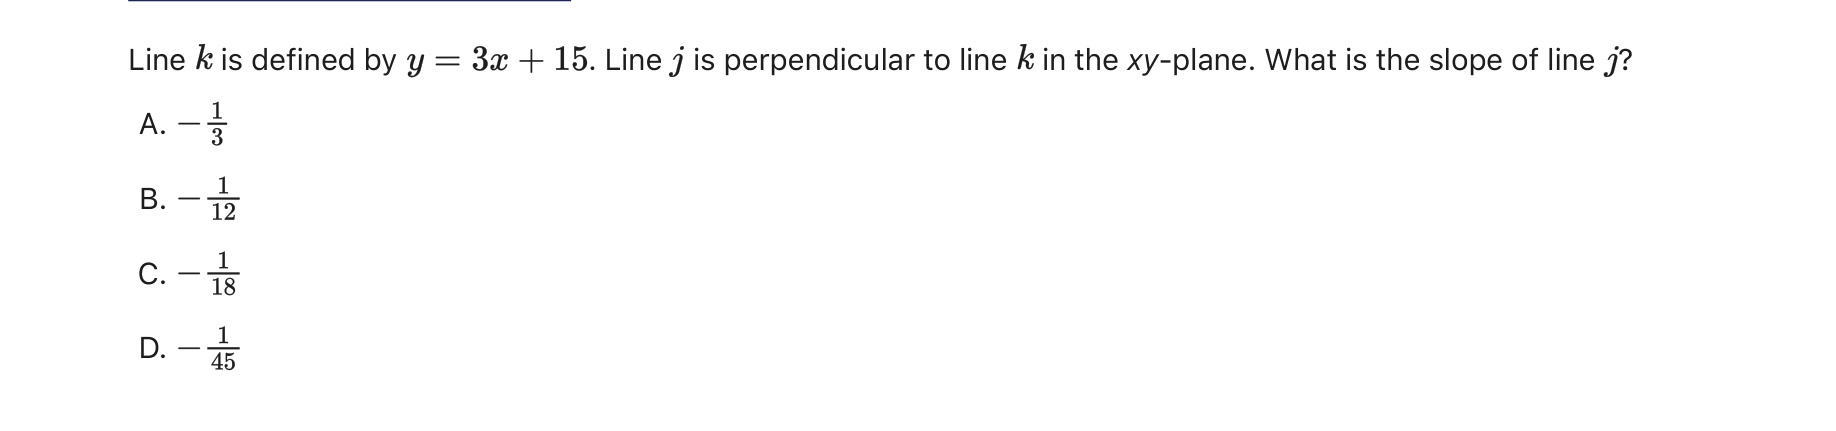 Line k is defined by y = 3x + 15. Line j is perpendicular to line k in the xy-plane. What is the slope of line j?
A. −1/3
B. −1/12
C. −1/18
D. −1/45